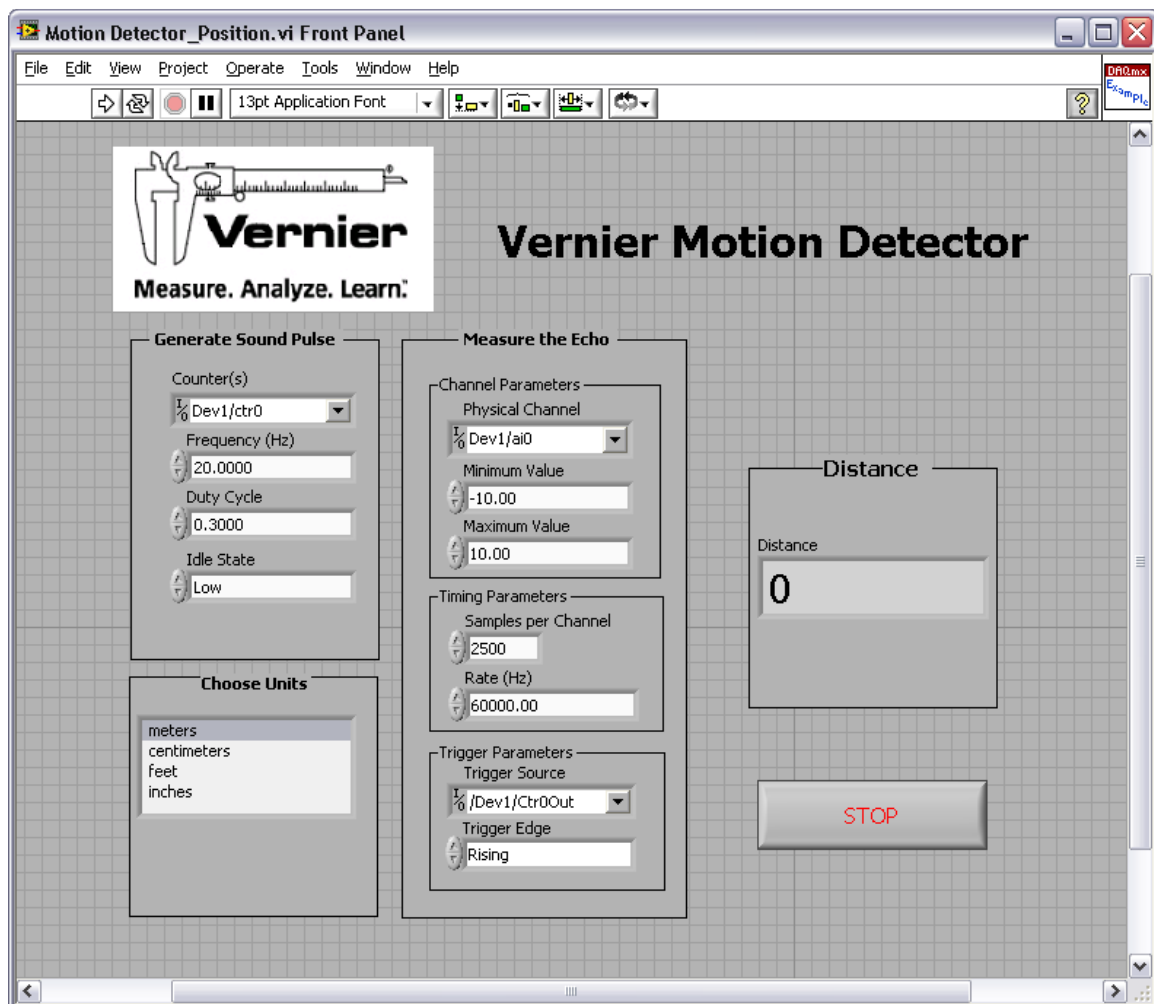 Motion Detector_Position.vi Front Panel
File Edit View Project Operate Tools Window Help
13pt Application Font
DAQmx
Example
Vernier
Measure. Analyze. Learn.™
Vernier Motion Detector
Generate Sound Pulse
Counter(s)
Dev1/ctr0
Frequency (Hz)
20.0000
Duty Cycle
0.3000
Idle State
Low
Choose Units
meters
centimeters
feet
inches
Measure the Echo
Channel Parameters
Physical Channel
Dev1/ai0
Minimum Value
-10.00
Maximum Value
10.00
Timing Parameters
Samples per Channel
2500
Rate (Hz)
60000.00
Trigger Parameters
Trigger Source
/Dev1/Ctr0Out
Trigger Edge
Rising
Distance
Distance
0
STOP